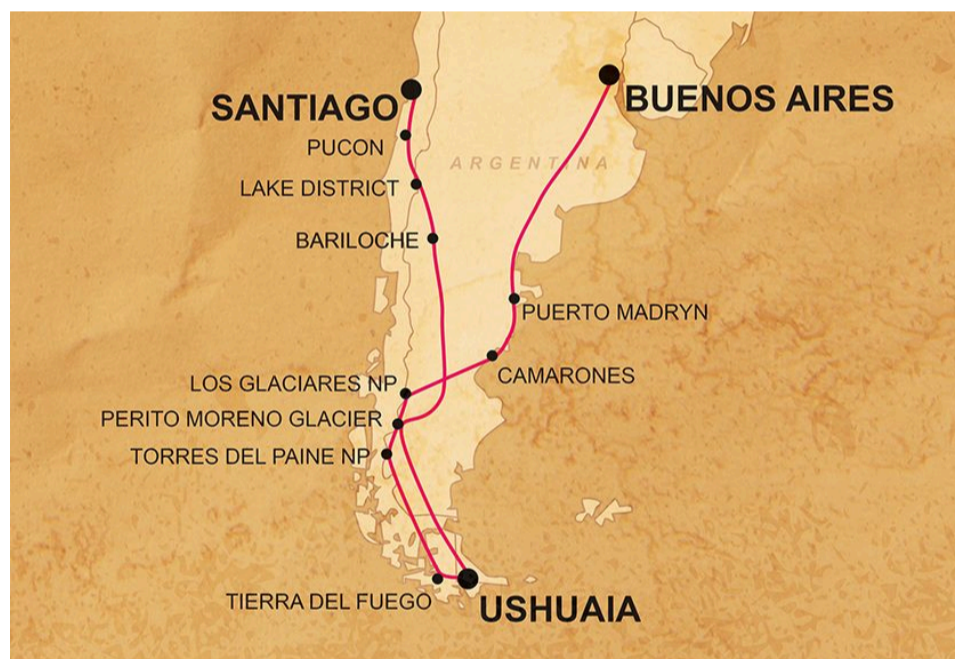 SANTIAGO
BUENOS AIRES
PUCON
ARGENTINA
LAKE DISTRICT
BARILOCHE
PUERTO MADRYN
CAMARONES
LOS GLACIARES NP
PERITO MORENO GLACIER
TORRES DEL PAINE NP
TIERRA DEL FUEGO
USHUAIA